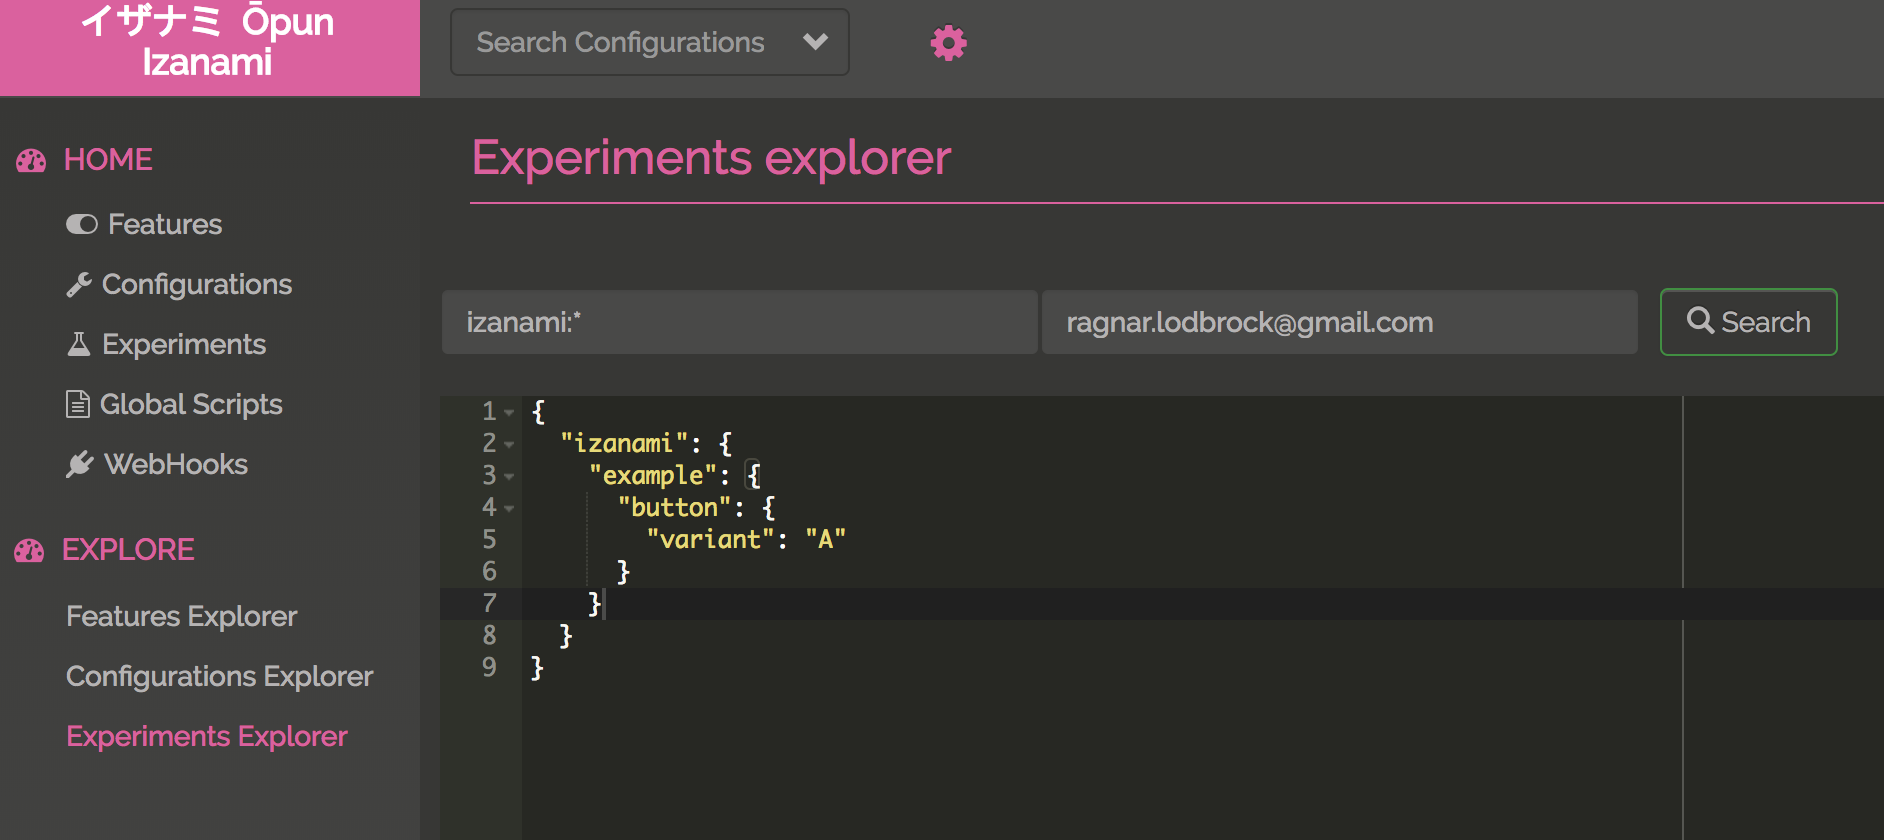 イザナミ Ōpun
Izanami
Search Configurations
HOME
Features
Configurations
Experiments
Global Scripts
WebHooks
EXPLORE
Features Explorer
Configurations Explorer
Experiments Explorer
Experiments explorer
izanami:*
ragnar.lodbrock@gmail.com
Search
1 {
2 "izanami": {
3 "example": {
4 "button": {
5 "variant": "A"
6 }
7 }
8 }
9 }